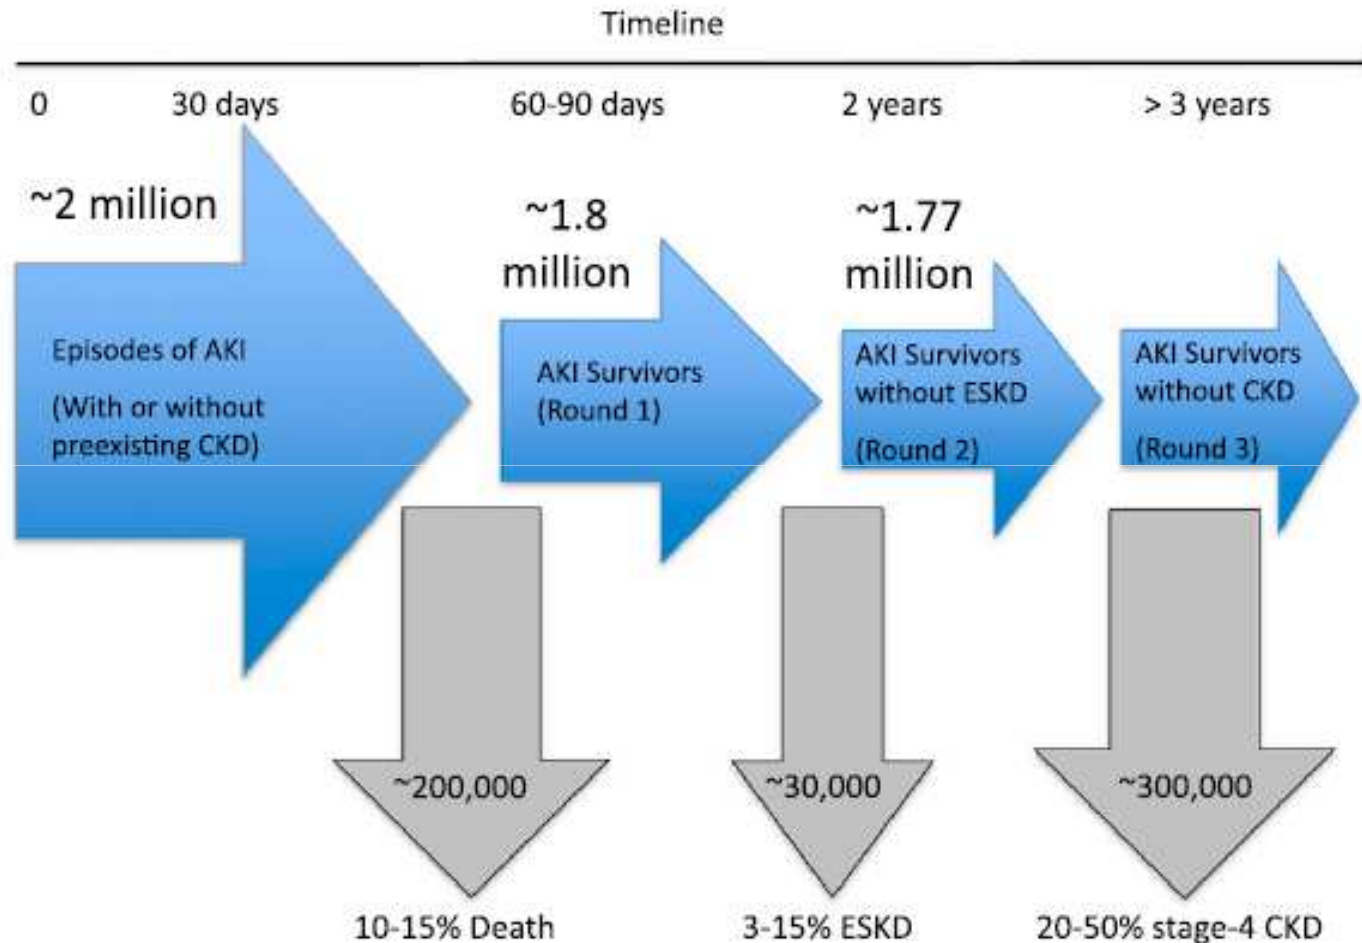 Timeline
0 30 days 60-90 days 2 years > 3 years
~2 million
~1.8
million
~1.77
million
Episodes of AKI
(With or without
preexisting CKD)
AKI Survivors
(Round 1)
AKI Survivors
without ESKD
(Round 2)
AKI Survivors
without CKD
(Round 3)
~200,000
~30,000
~300,000
10-15% Death
3-15% ESKD
20-50% stage-4 CKD